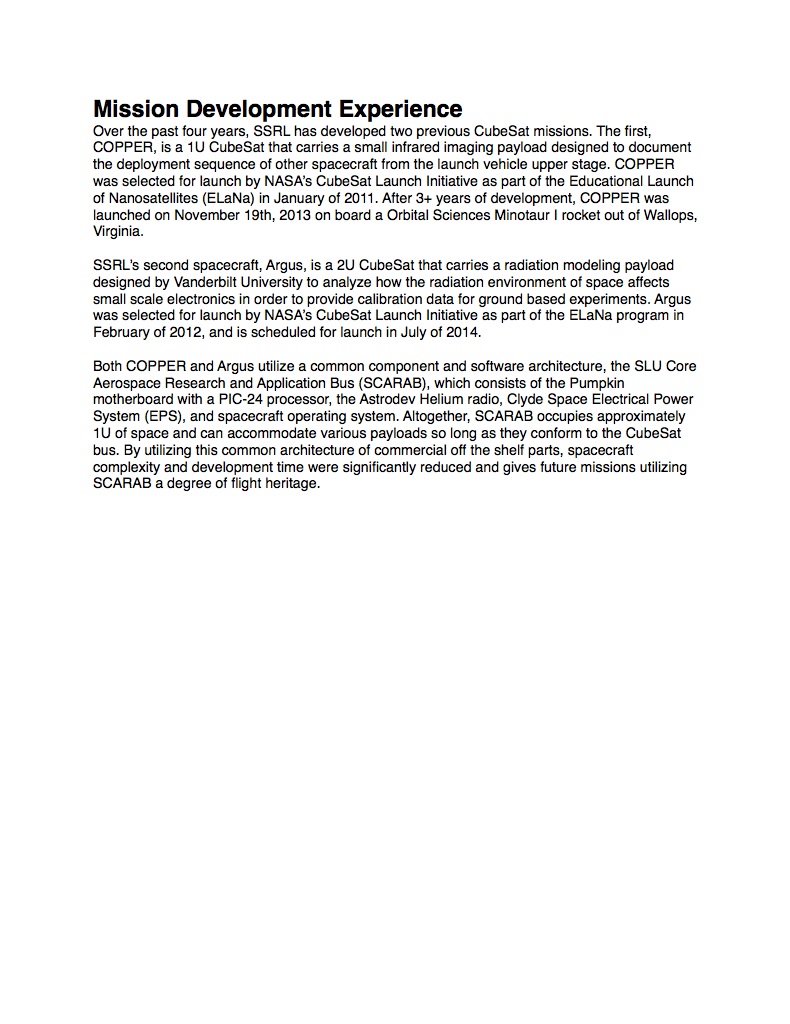 Mission Development Experience
Over the past four years, SSRL has developed two previous CubeSat missions. The first,
COPPER, is a 1U CubeSat that carries a small infrared imaging payload designed to document
the deployment sequence of other spacecraft from the launch vehicle upper stage. COPPER
was selected for launch by NASA's CubeSat Launch Initiative as part of the Educational Launch
of Nanosatellites (ELaNa) in January of 2011. After 3+ years of development, COPPER was
launched on November 19th, 2013 on board a Orbital Sciences Minotaur I rocket out of Wallops,
Virginia.
SSRL's second spacecraft, Argus, is a 2U CubeSat that carries a radiation modeling payload
designed by Vanderbilt University to analyze how the radiation environment of space affects
small scale electronics in order to provide calibration data for ground based experiments. Argus
was selected for launch by NASA's CubeSat Launch Initiative as part of the ELaNa program in
February of 2012, and is scheduled for launch in July of 2014.
Both COPPER and Argus utilize a common component and software architecture, the SLU Core
Aerospace Research and Application Bus (SCARAB), which consists of the Pumpkin
motherboard with a PIC-24 processor, the Astrodev Helium radio, Clyde Space Electrical Power
System (EPS), and spacecraft operating system. Altogether, SCARAB occupies approximately
1U of space and can accommodate various payloads so long as they conform to the CubeSat
bus. By utilizing this common architecture of commercial off the shelf parts, spacecraft
complexity and development time were significantly reduced and gives future missions utilizing
SCARAB a degree of flight heritage.